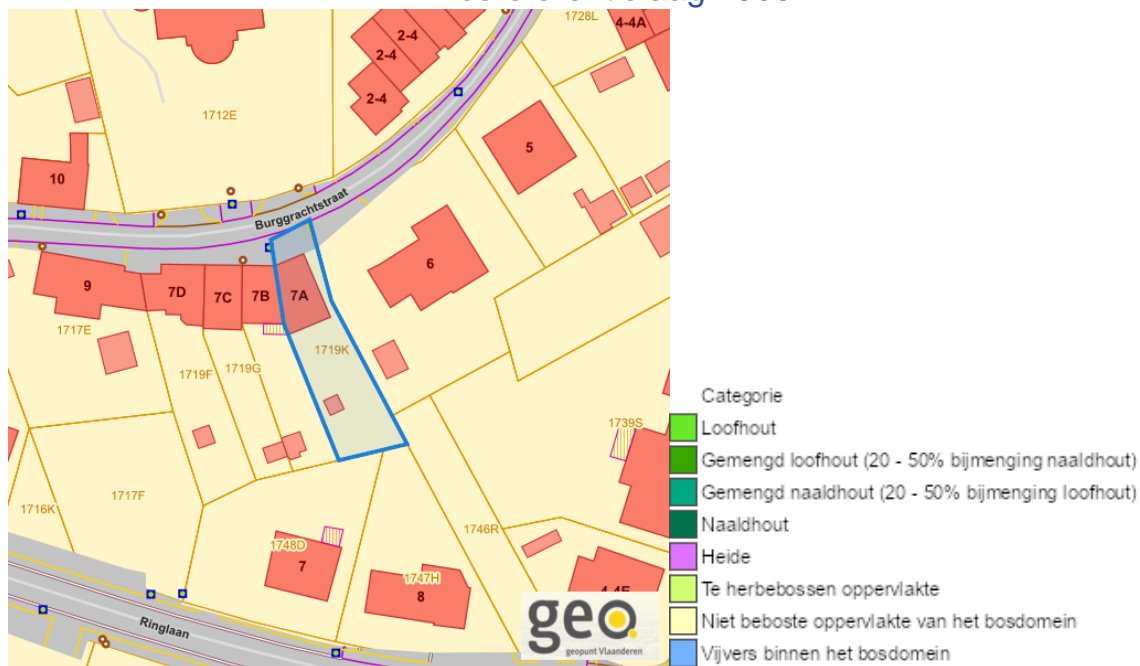 1728L
4-4A
2-4
2-4
2-4
1712E
5
10
Burggrachtstraat
6
9
7D
7C
7B
7A
1717E
1719K
1719G
1719F
1739S
1717F
1716K
1746R
1748D
7
1747H
8
Ringlaan
geo.
geopunt Vlaanderen
Categorie
Loofhout
Gemengd loofhout (20 - 50% bijmenging naaldhout)
Gemengd naaldhout (20 - 50% bijmenging loofhout)
Naaldhout
Heide
Te herbebossen oppervlakte
Niet beboste oppervlakte van het bosdomein
Vijvers binnen het bosdomein